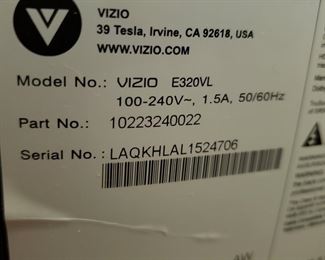 V
VIZIO
39 Tesla, Irvine, CA 92618, USA
WWW.VIZIO.COM
Model No.: VIZIO E320VL
100-240V~, 1.5A, 50/60Hz
Part No.: 10223240022
Serial No.: LAQKHLAL1524706